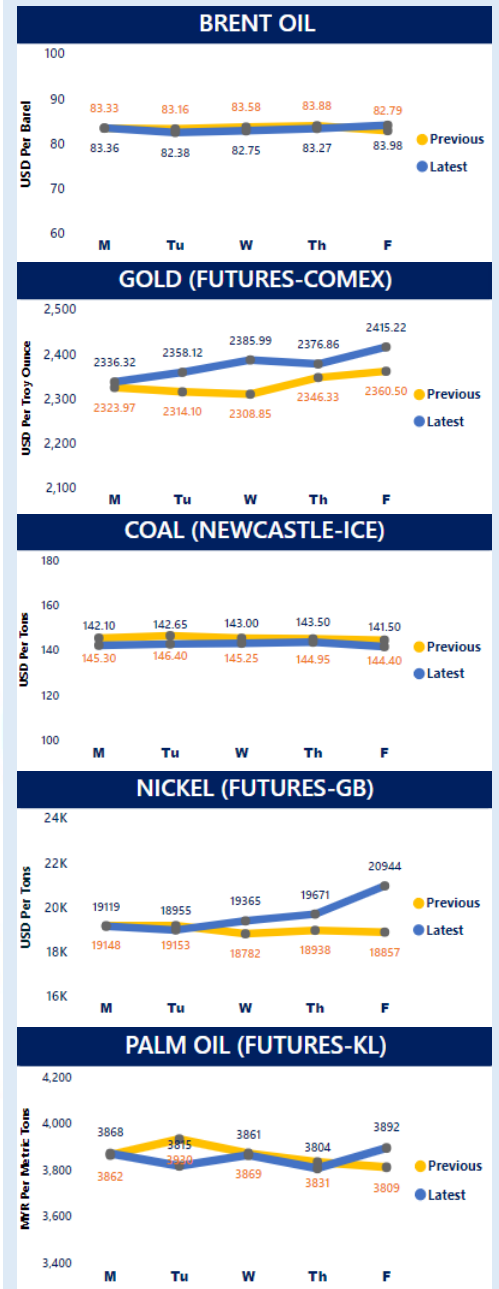 BRENT OIL
100
90
80
70
60
USD Per Barel
83.33 83.16 83.58 83.88 82.79
83.36 82.38 82.75 83.27 83.98
Previous
Latest
M Tu W Th F
GOLD (FUTURES-COMEX)
2,500
2,400
2,300
2,200
2,100
USD Per Troy Ounce
2336.32 2358.12 2385.99 2376.86 2415.22
2323.97 2314.10 2308.85 2346.33 2360.50
Previous
Latest
M Tu W Th F
COAL (NEWCASTLE-ICE)
180
160
140
120
100
USD Per Tons
142.10 142.65 143.00 143.50 141.50
145.30 146.40 145.25 144.95 144.40
Previous
Latest
M Tu W Th F
NICKEL (FUTURES-GB)
24K
22K
20K
18K
16K
USD Per Tons
19119 18955 19365 19671 20944
19148 19153 18782 18938 18857
Previous
Latest
M Tu W Th F
PALM OIL (FUTURES-KL)
4,200
4,000
3,800
3,600
3,400
MYR Per Metric Tons
3868 3815 3861 3804 3892
3862 3869 3831 3809
Previous
Latest
M Tu W Th F